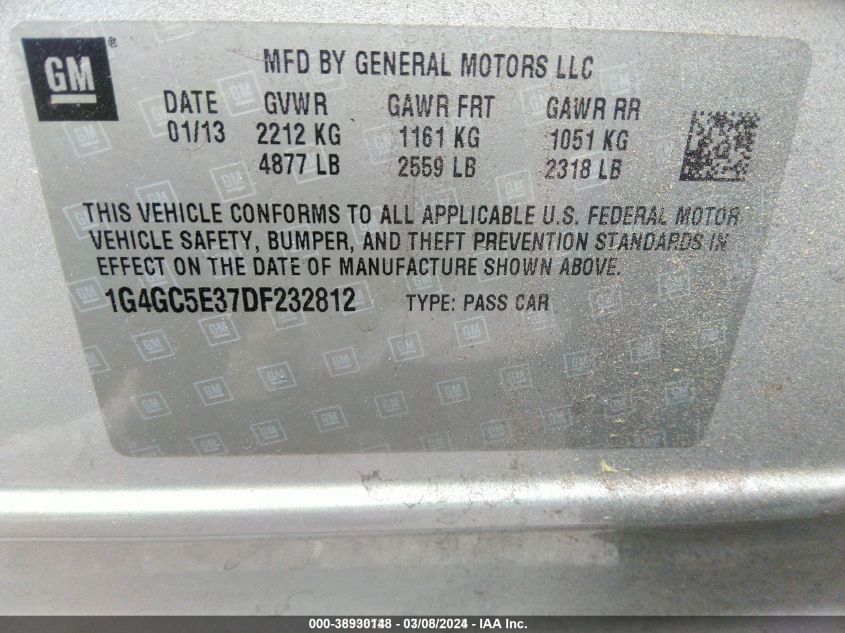 GM ®
MFD BY GENERAL MOTORS LLC
DATE GVWR GAWR FRT GAWR RR
01/13 2212 KG 1161 KG 1051 KG
4877 LB 2559 LB 2318 LB
THIS VEHICLE CONFORMS TO ALL APPLICABLE U.S. FEDERAL MOTOR
VEHICLE SAFETY, BUMPER, AND THEFT PREVENTION STANDARDS IN
EFFECT ON THE DATE OF MANUFACTURE SHOWN ABOVE.
1G4GC5E37DF232812 TYPE: PASS CAR
000-38930148 - 03/08/2024 - IAA Inc.